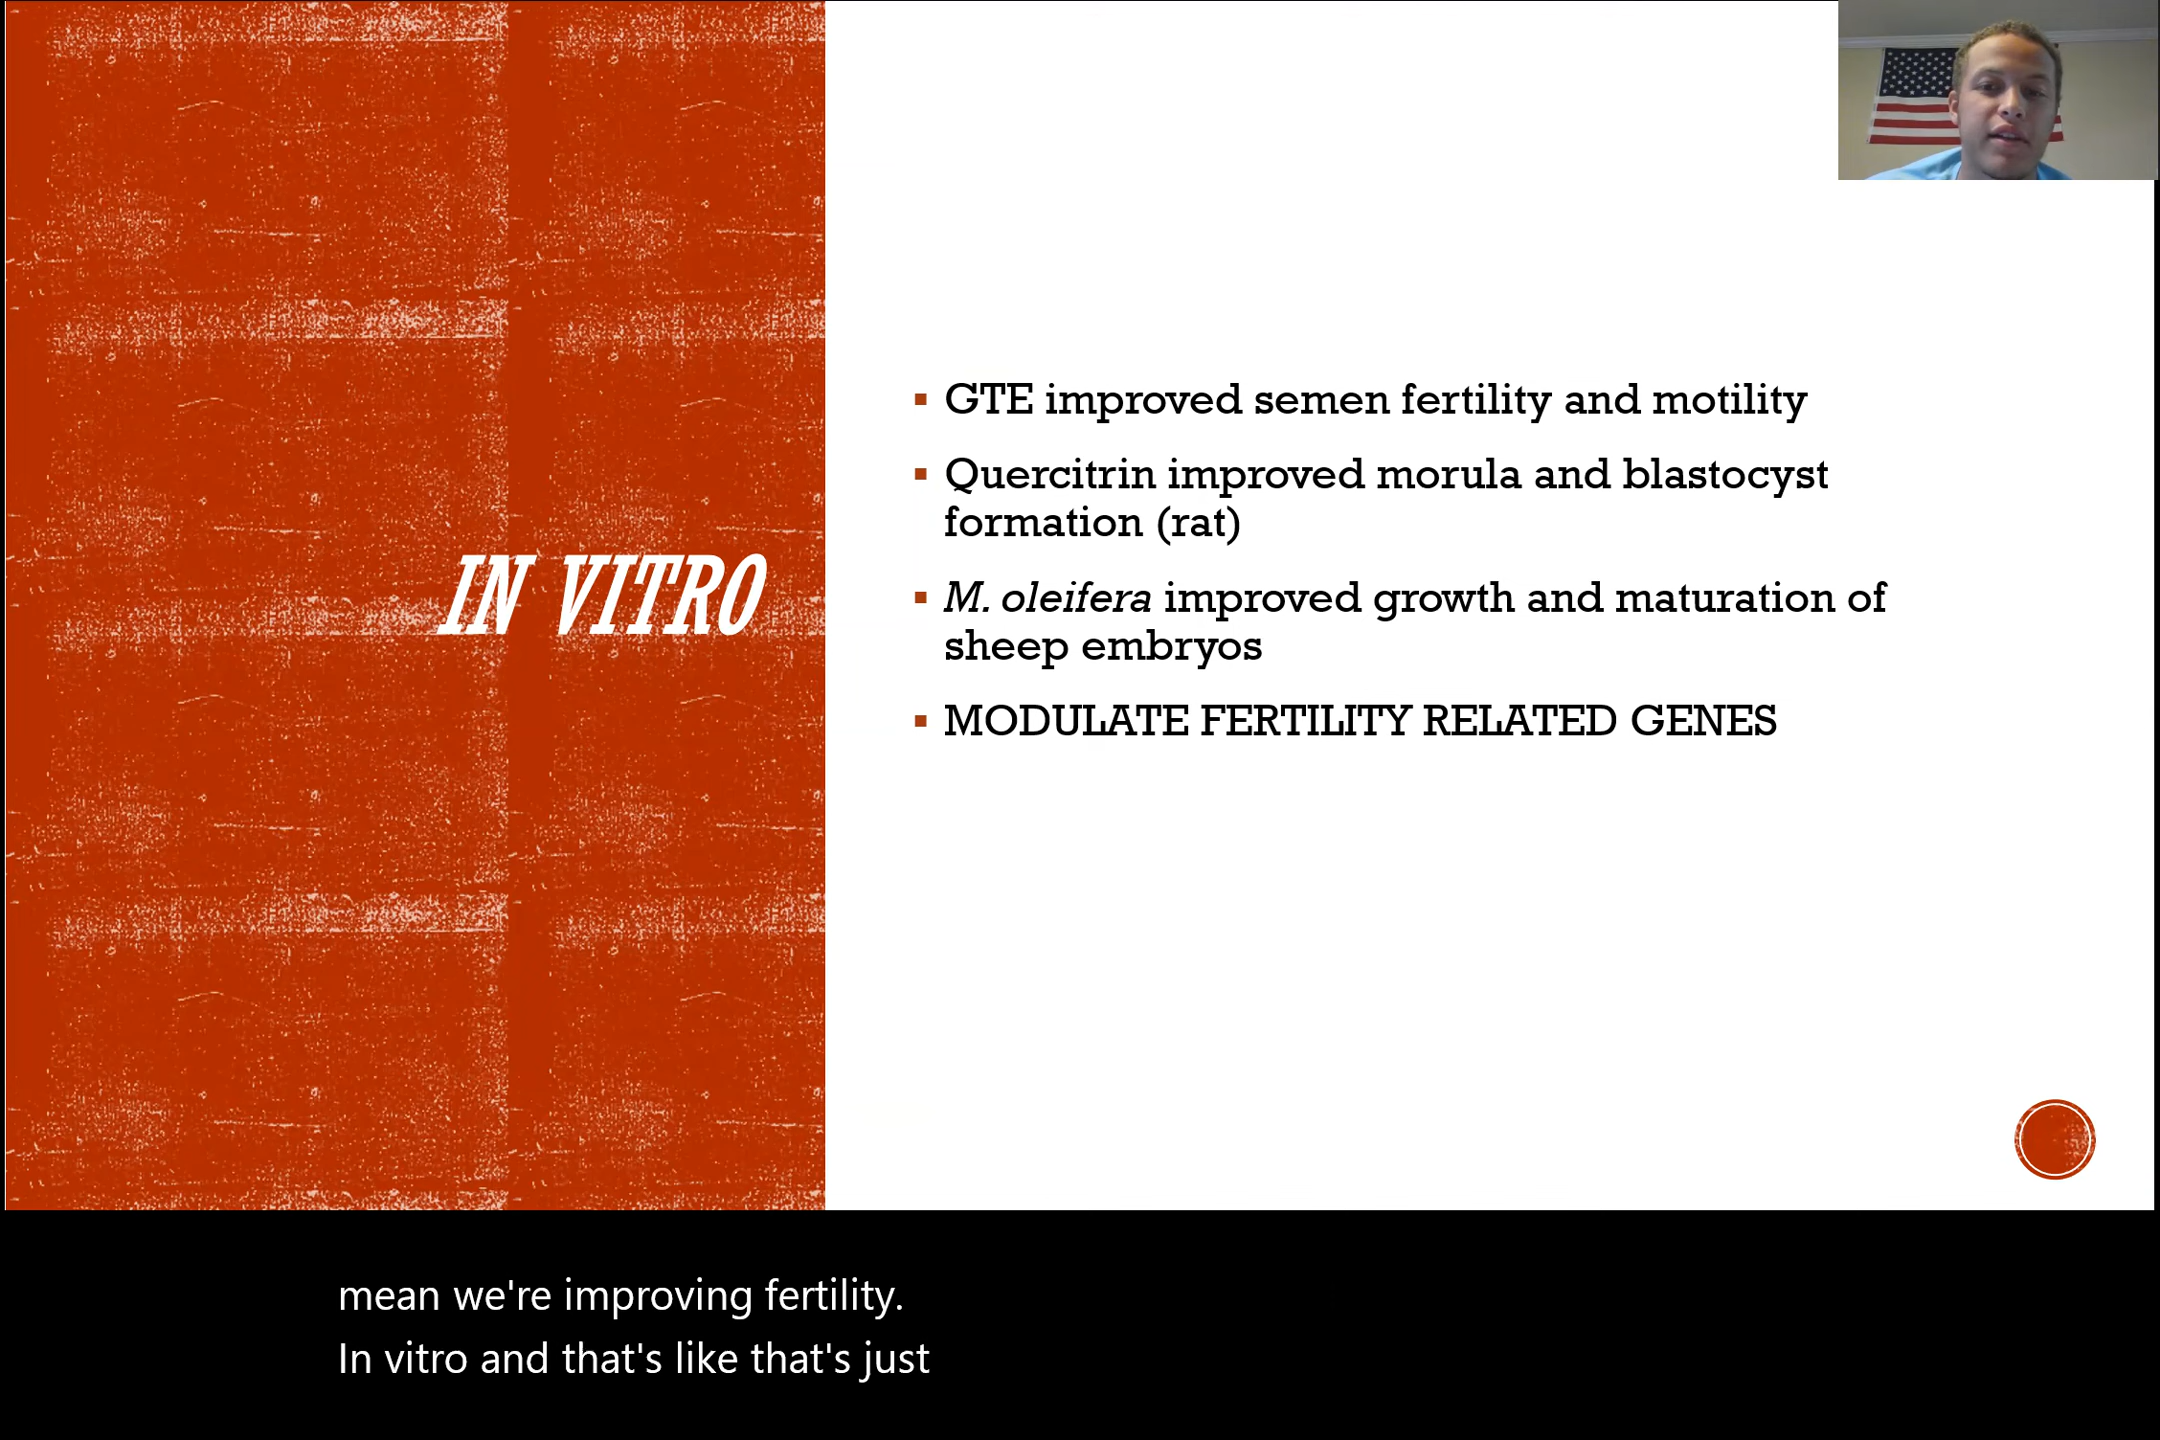 IN VITRO
GTE improved semen fertility and motility
Quercitrin improved morula and blastocyst
formation (rat)
M. oleifera improved growth and maturation of
sheep embryos
MODULATE FERTILITY RELATED GENES
mean we're improving fertility.
In vitro and that's like that's just